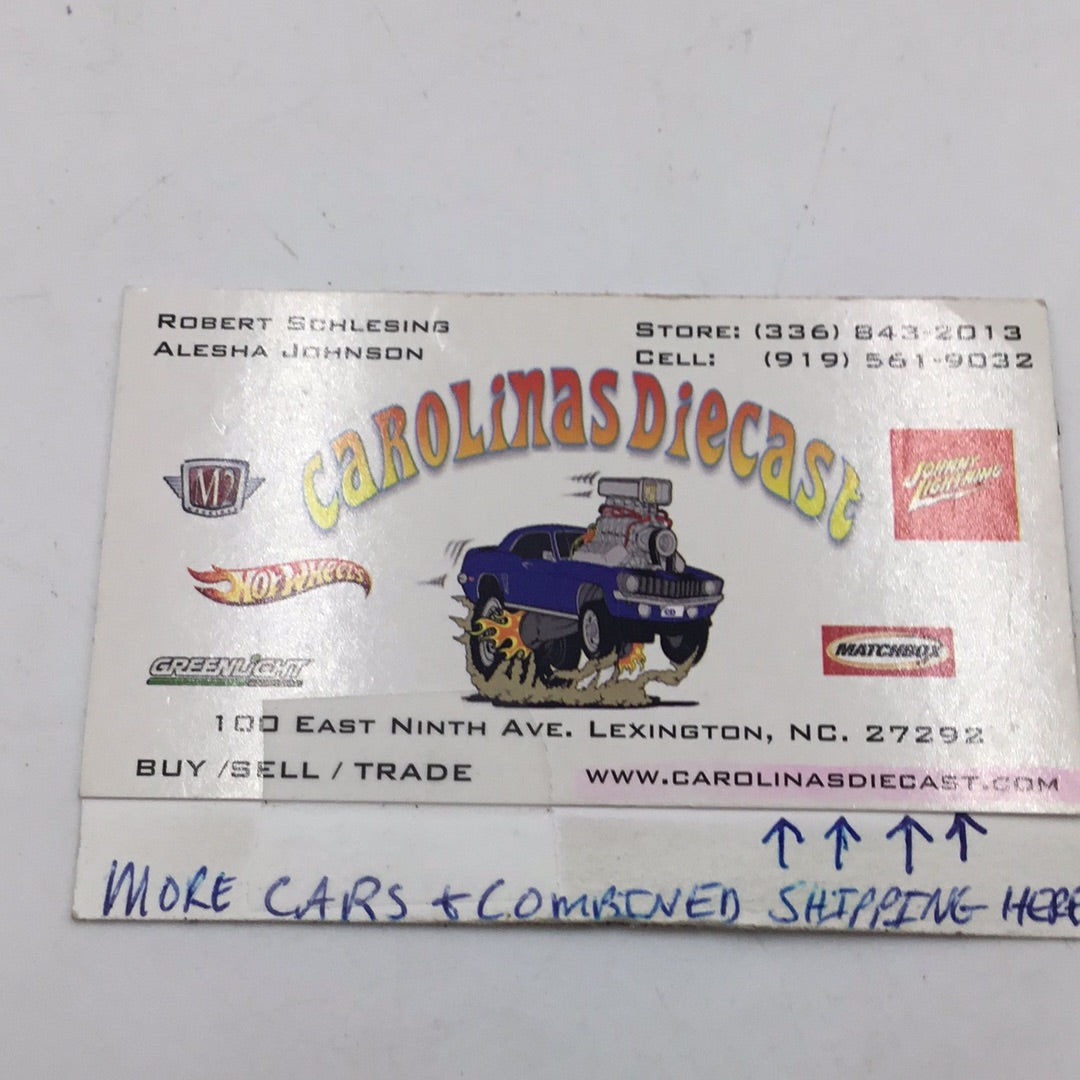 ROBERT SCHLESING
ALESHA JOHNSON
STORE: (336) 843-2013
CELL: (919) 561-9032
CAROLINAS DIECAST
M2
JOHNNY LIGHTNING
HOT WHEELS
GREENLIGHT
MATCHBOX
CD
100 EAST NINTH AVE. LEXINGTON, NC. 27292
BUY /SELL / TRADE
WWW.CAROLINASDIECAST.COM
MORE CARS & COMBINED SHIPPING HERE